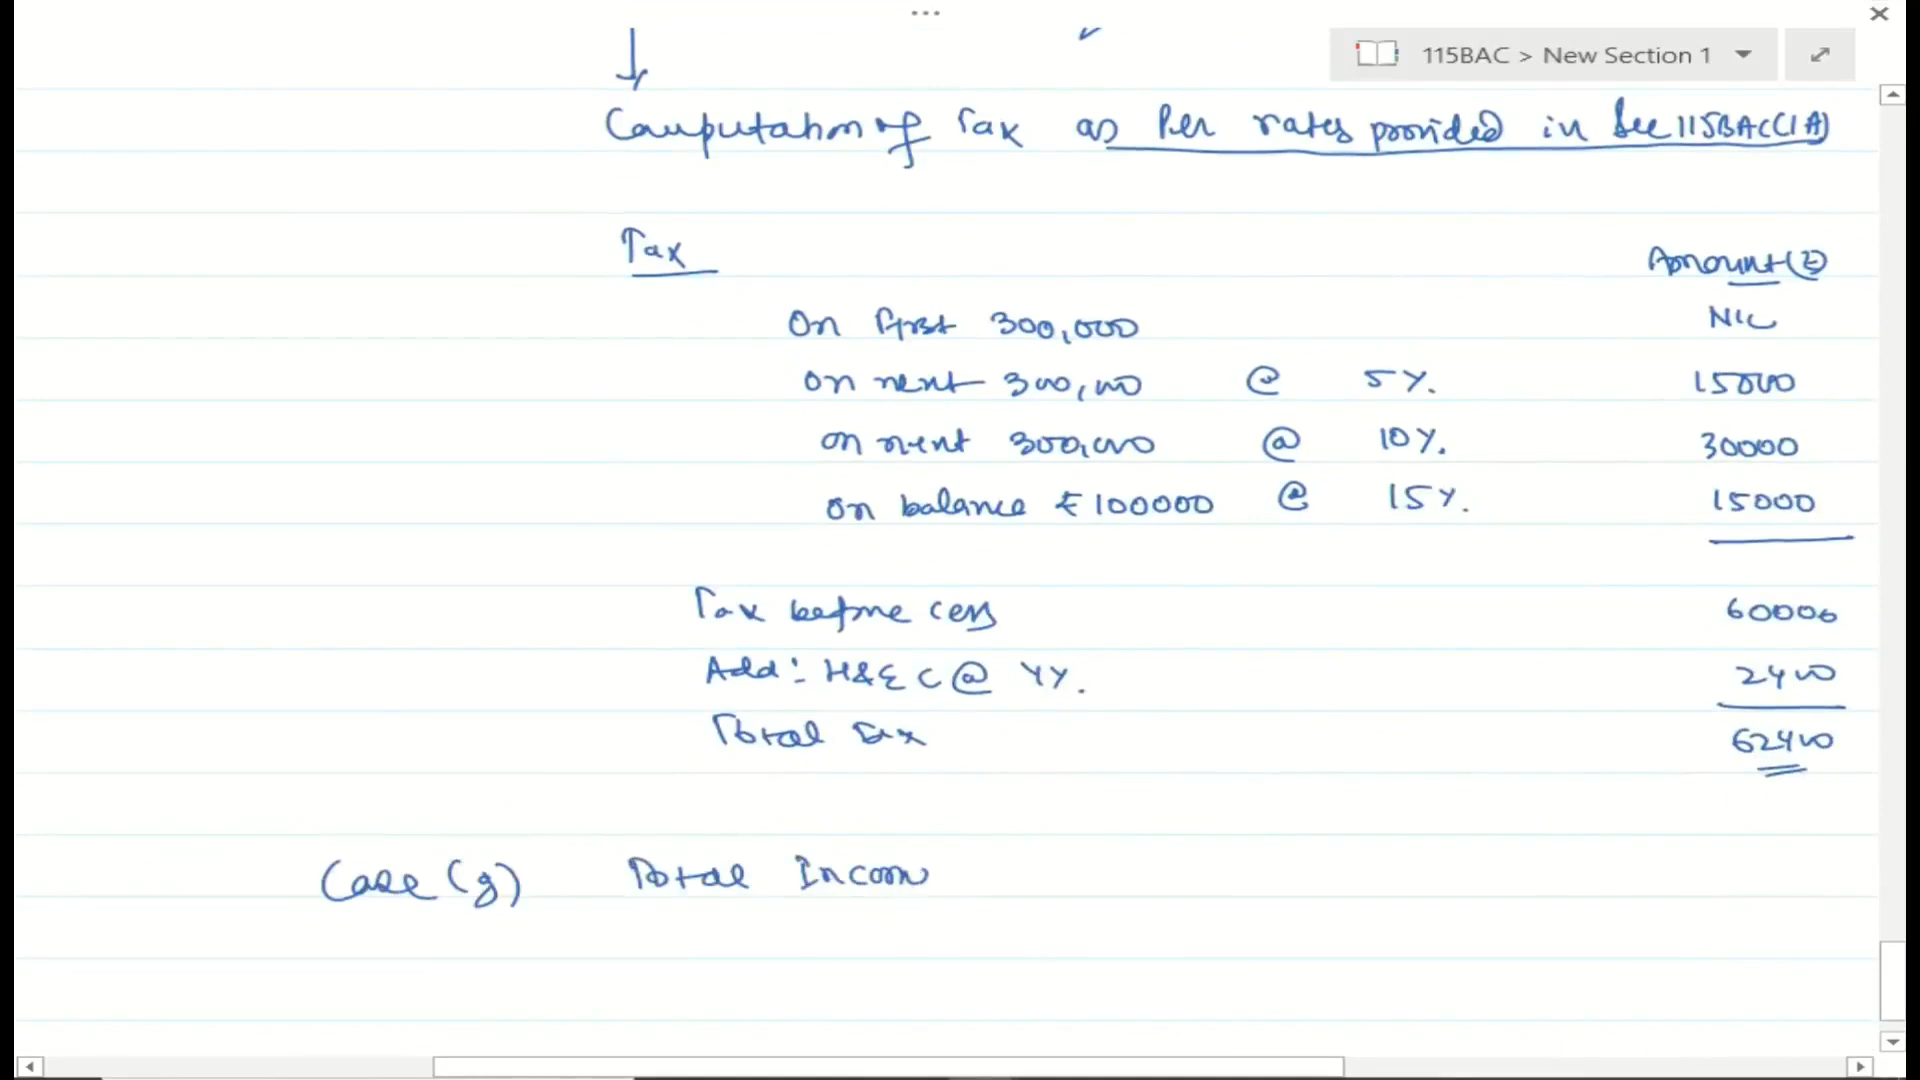 ...
115BAC > New Section 1
Computation of Tax as Per rates provided in Sec 115BAC(1A)
Tax
Amount(₹)
On first 300,000 NIL
on next 300,000 @ 5%. 15000
on next 300,000 @ 10%. 30000
on balance ₹100000 @ 15%. 15000
Tax before cess 60000
Add:- H&EC @ 4%. 2400
Total Tax 62400
Case (g) Total Incom